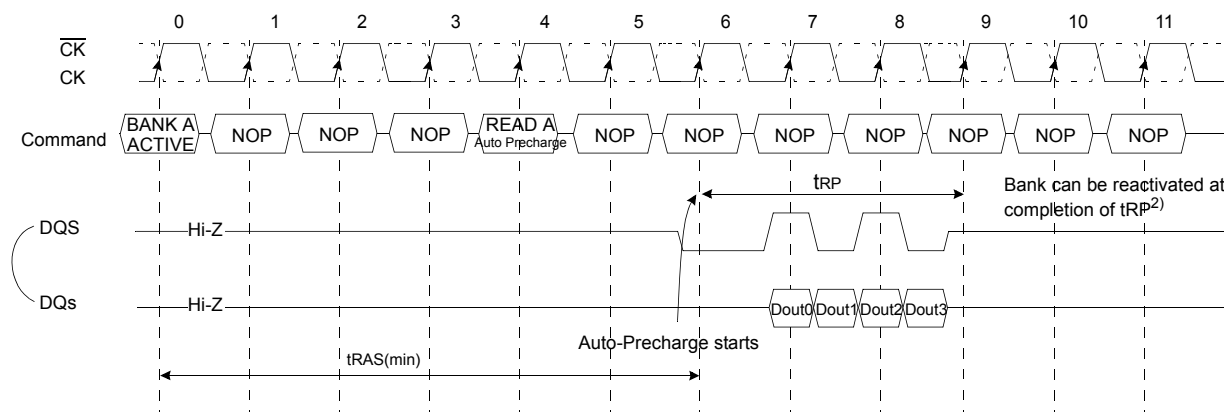 0 1 2 3 4 5 6 7 8 9 10 11
CK
CK
Command
BANK A
ACTIVE
NOP
NOP
NOP
READ A
Auto Precharge
NOP
NOP
NOP
NOP
NOP
NOP
NOP
tRP
Bank can be reactivated at
completion of tRP2)
DQS
Hi-Z
DQs
Hi-Z
Dout0 Dout1 Dout2 Dout3
Auto-Precharge starts
tRAS(min)